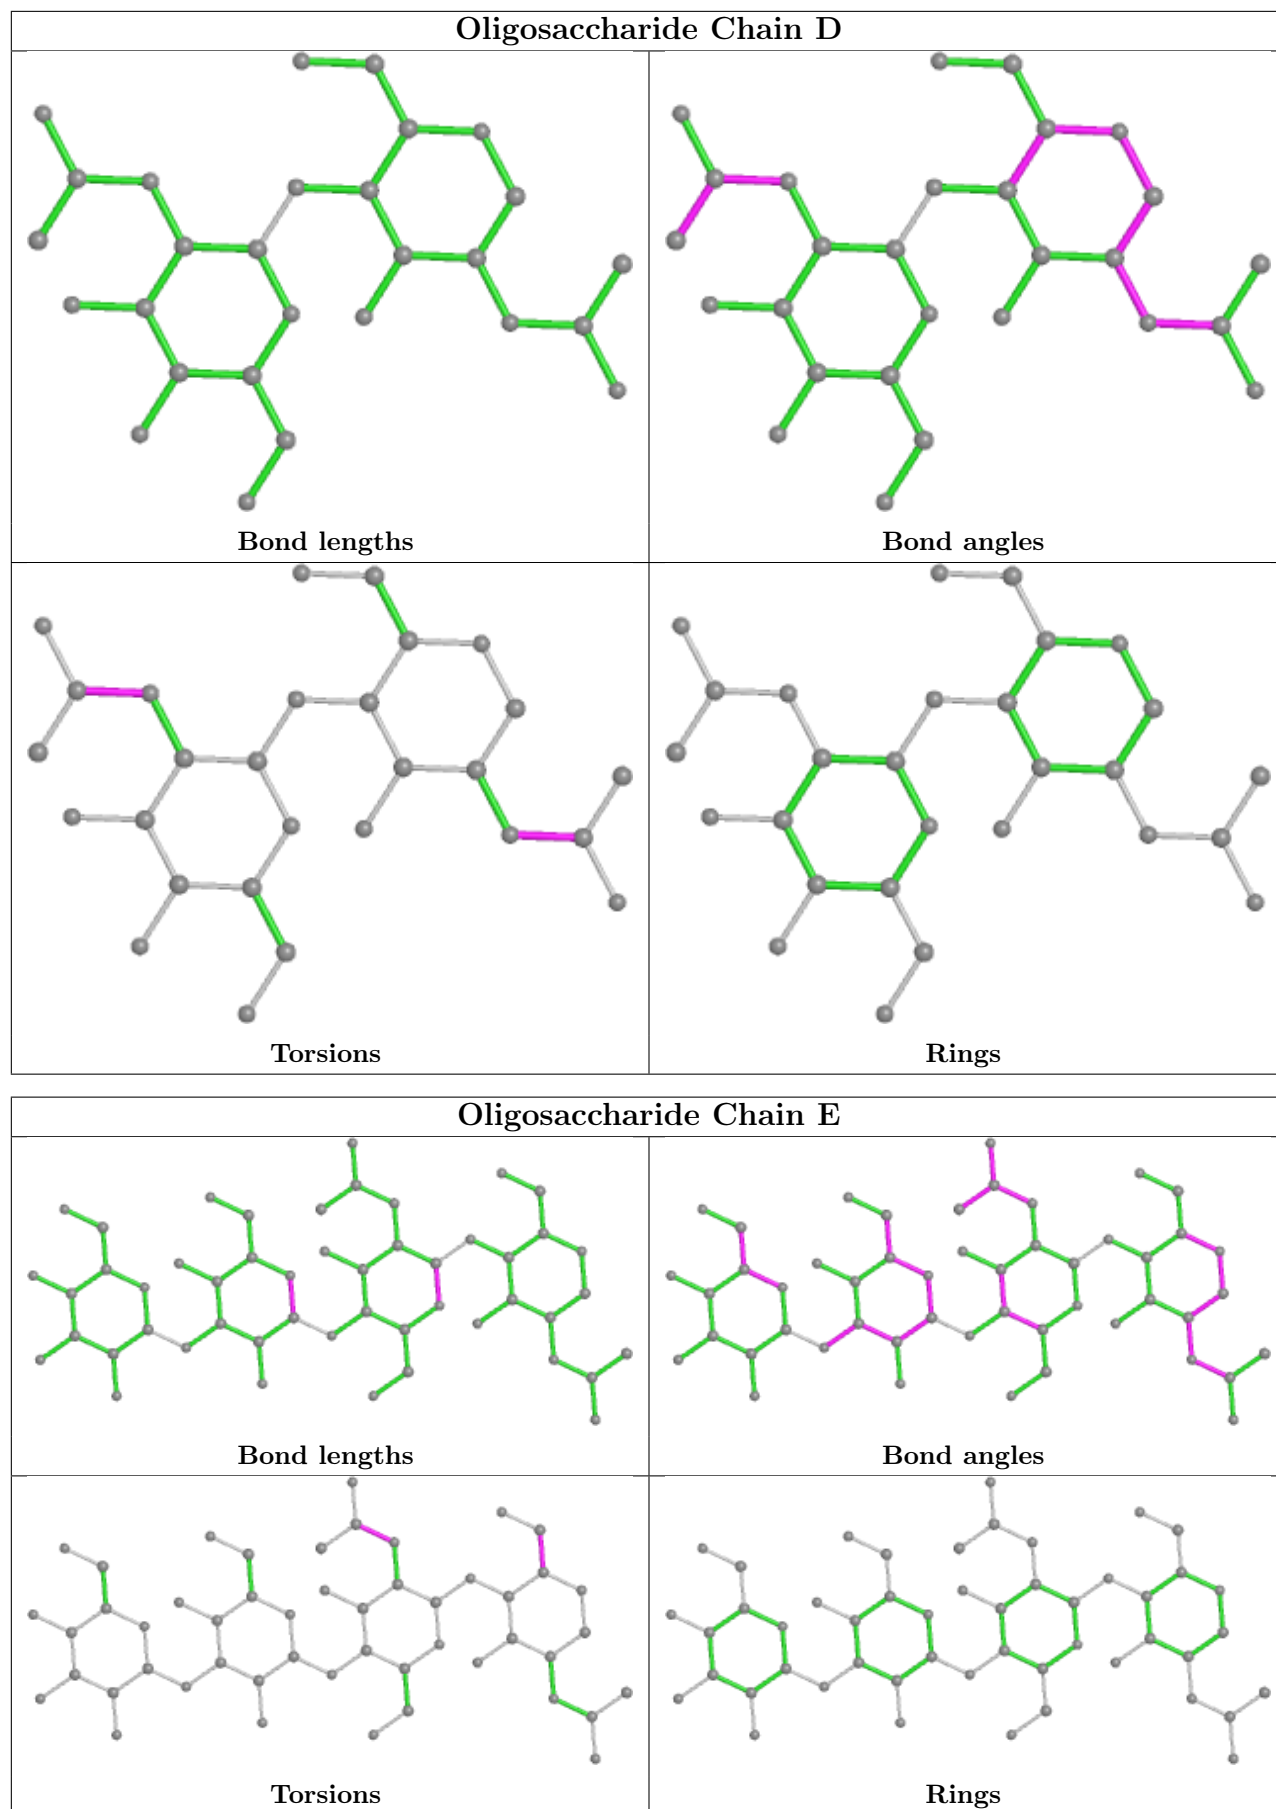 Oligosaccharide Chain D
Bond lengths
Bond angles
Torsions
Rings
Oligosaccharide Chain E
Bond lengths
Bond angles
Torsions
Rings